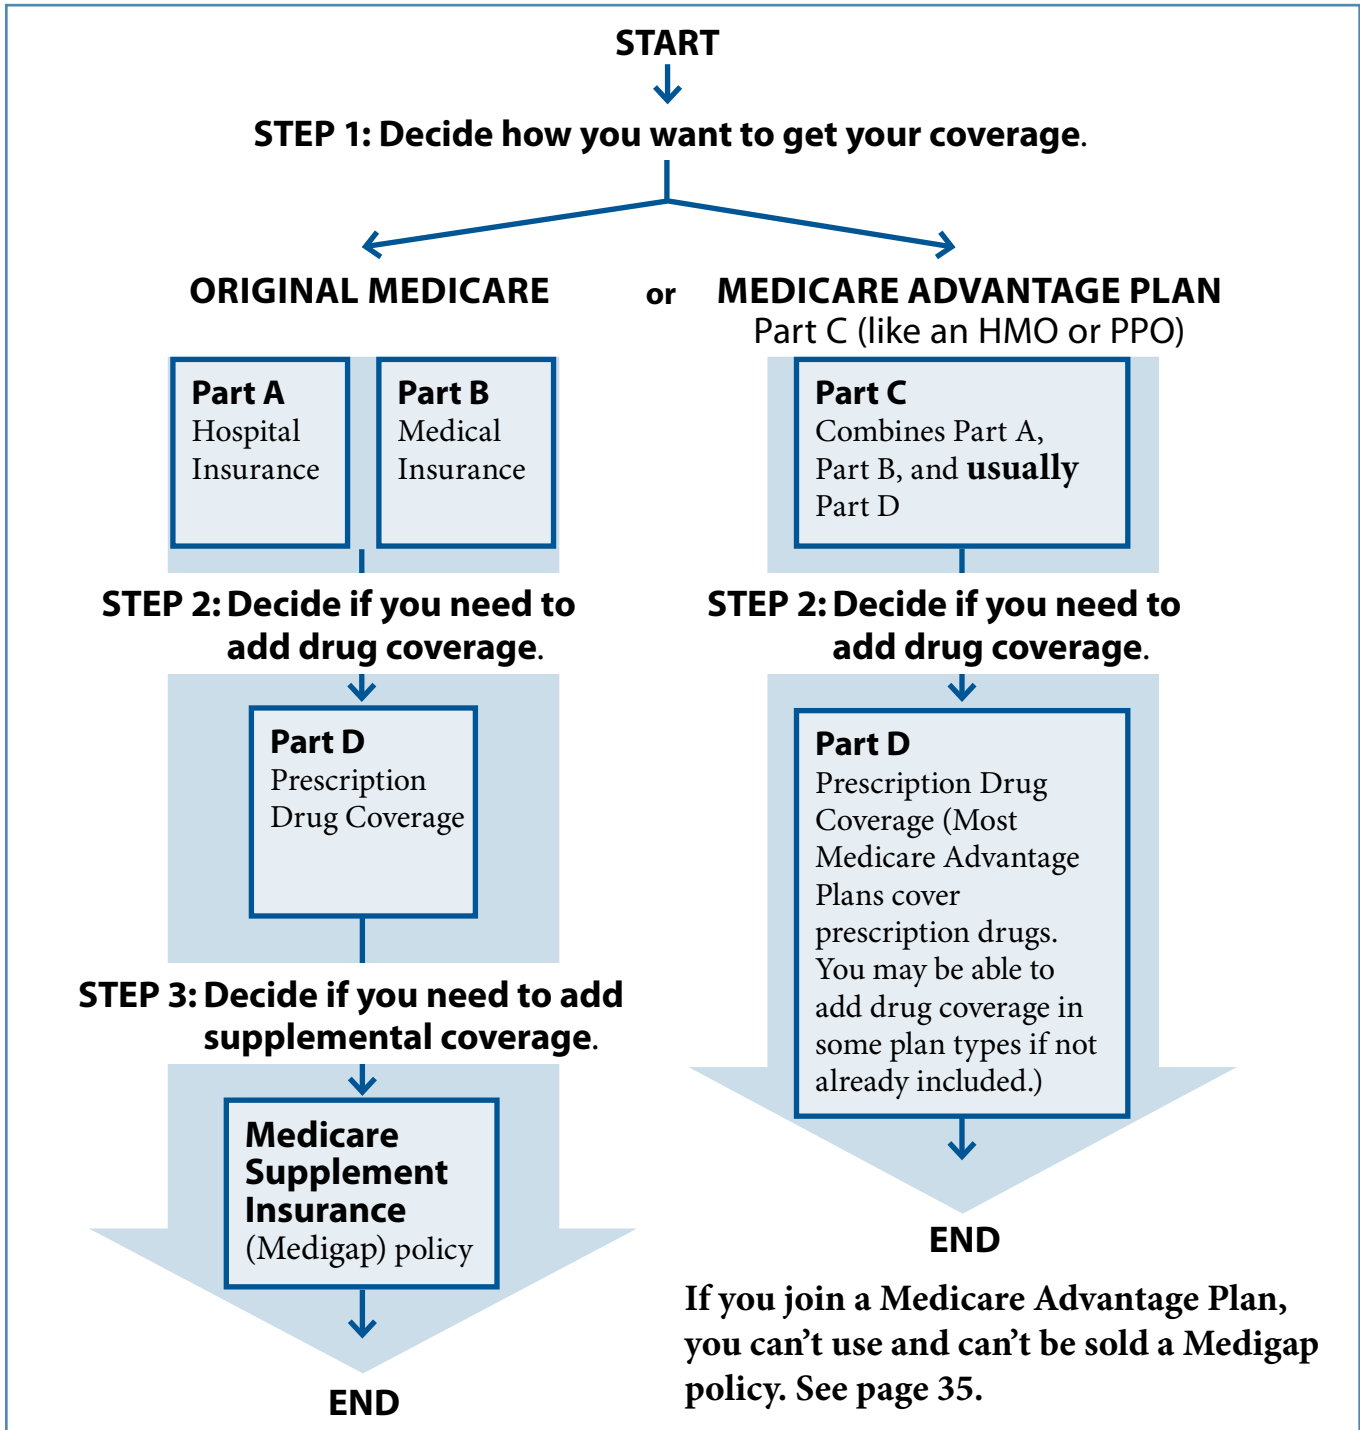 START
STEP 1: Decide how you want to get your coverage.
ORIGINAL MEDICARE
or
MEDICARE ADVANTAGE PLAN
Part C (like an HMO or PPO)
Part A
Hospital
Insurance
Part B
Medical
Insurance
Part C
Combines Part A,
Part B, and usually
Part D
STEP 2: Decide if you need to
add drug coverage.
Part D
Prescription
Drug Coverage
STEP 3: Decide if you need to add
supplemental coverage.
Medicare
Supplement
Insurance
(Medigap) policy
END
STEP 2: Decide if you need to
add drug coverage.
Part D
Prescription Drug
Coverage (Most
Medicare Advantage
Plans cover
prescription drugs.
You may be able to
add drug coverage in
some plan types if not
already included.)
END
If you join a Medicare Advantage Plan,
you can’t use and can’t be sold a Medigap
policy. See page 35.